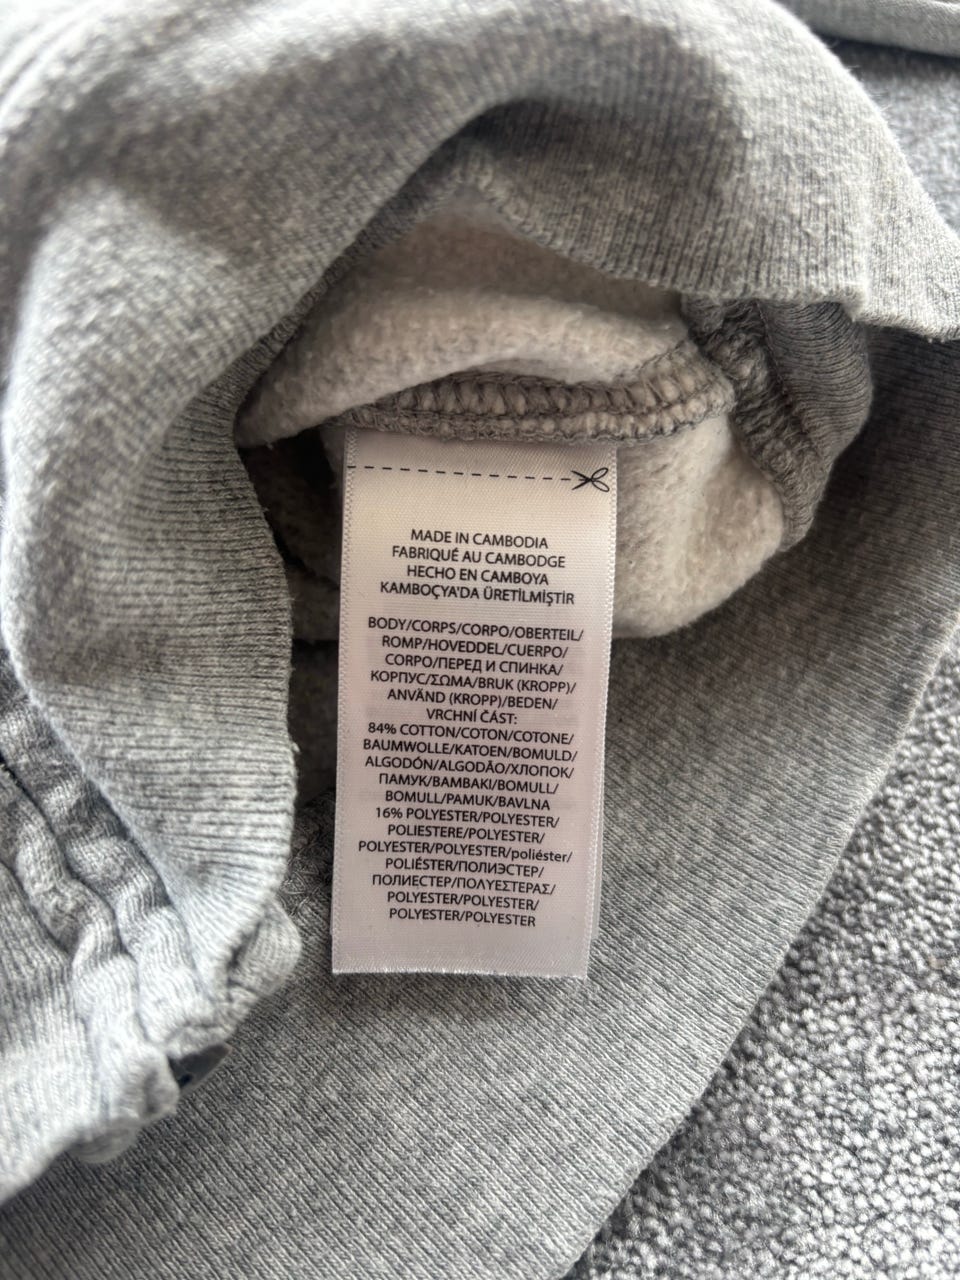 MADE IN CAMBODIA
FABRIQUÉ AU CAMBODGE
HECHO EN CAMBOYA
KAMBOÇYA'DA ÜRETİLMİŞTİR
BODY/CORPS/CORPO/OBERTEIL/
ROMP/HOVEDDEL/CUERPO/
CORPO/ПЕРЕД И СПИНКА/
КОРПУС/ΣΩΜΑ/BRUK (KROPP)/
ANVÄND (KROPP)/BEDEN/
VRCHNÍ ČÁST:
84% COTTON/COTON/COTONE/
BAUMWOLLE/KATOEN/BOMULD/
ALGODÓN/ALGODÃO/ХЛОПОК/
ПАМУК/BAMBAKI/BOMULL/
BOMULL/PAMUK/BAVLNA
16% POLYESTER/POLYESTER/
POLIESTERE/POLYESTER/
POLYESTER/POLYESTER/poliéster/
POLIÉSTER/ПОЛИЭСТЕР/
ПОЛИЕСТЕР/ΠΟΛΥΕΣΤΕΡΑΣ/
POLYESTER/POLYESTER/
POLYESTER/POLYESTER